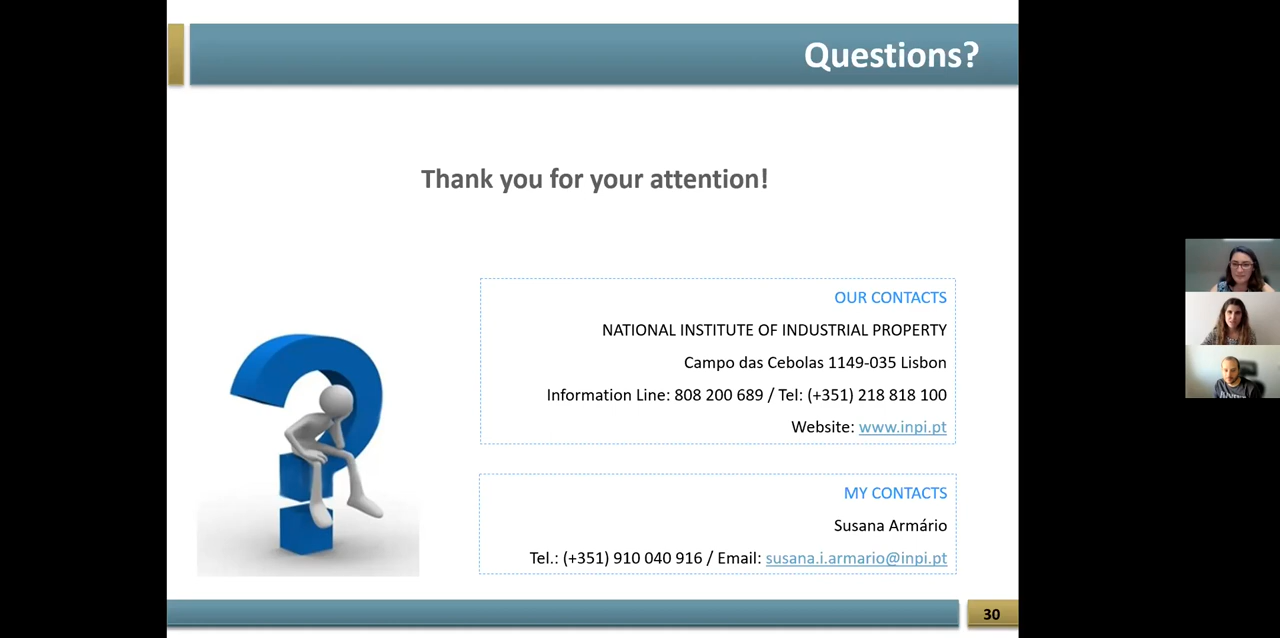 Questions?
Thank you for your attention!
OUR CONTACTS
NATIONAL INSTITUTE OF INDUSTRIAL PROPERTY
Campo das Cebolas 1149-035 Lisbon
Information Line: 808 200 689 / Tel: (+351) 218 818 100
Website: www.inpi.pt
MY CONTACTS
Susana Armário
Tel.: (+351) 910 040 916 / Email: susana.i.armario@inpi.pt
30